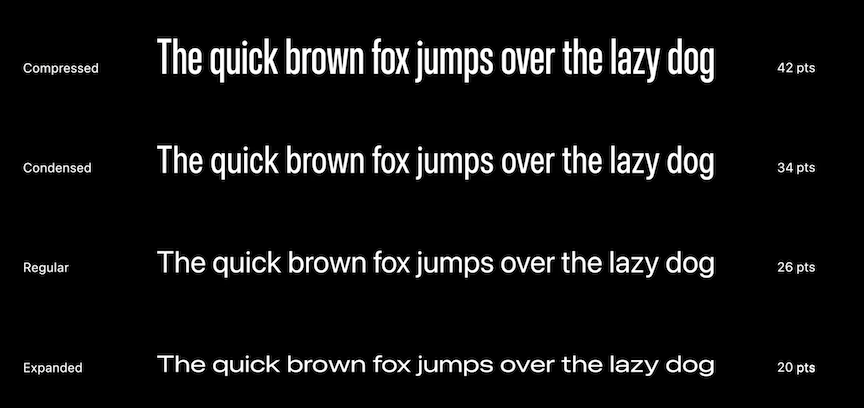 Compressed The quick brown fox jumps over the lazy dog 42 pts
Condensed The quick brown fox jumps over the lazy dog 34 pts
Regular The quick brown fox jumps over the lazy dog 26 pts
Expanded The quick brown fox jumps over the lazy dog 20 pts